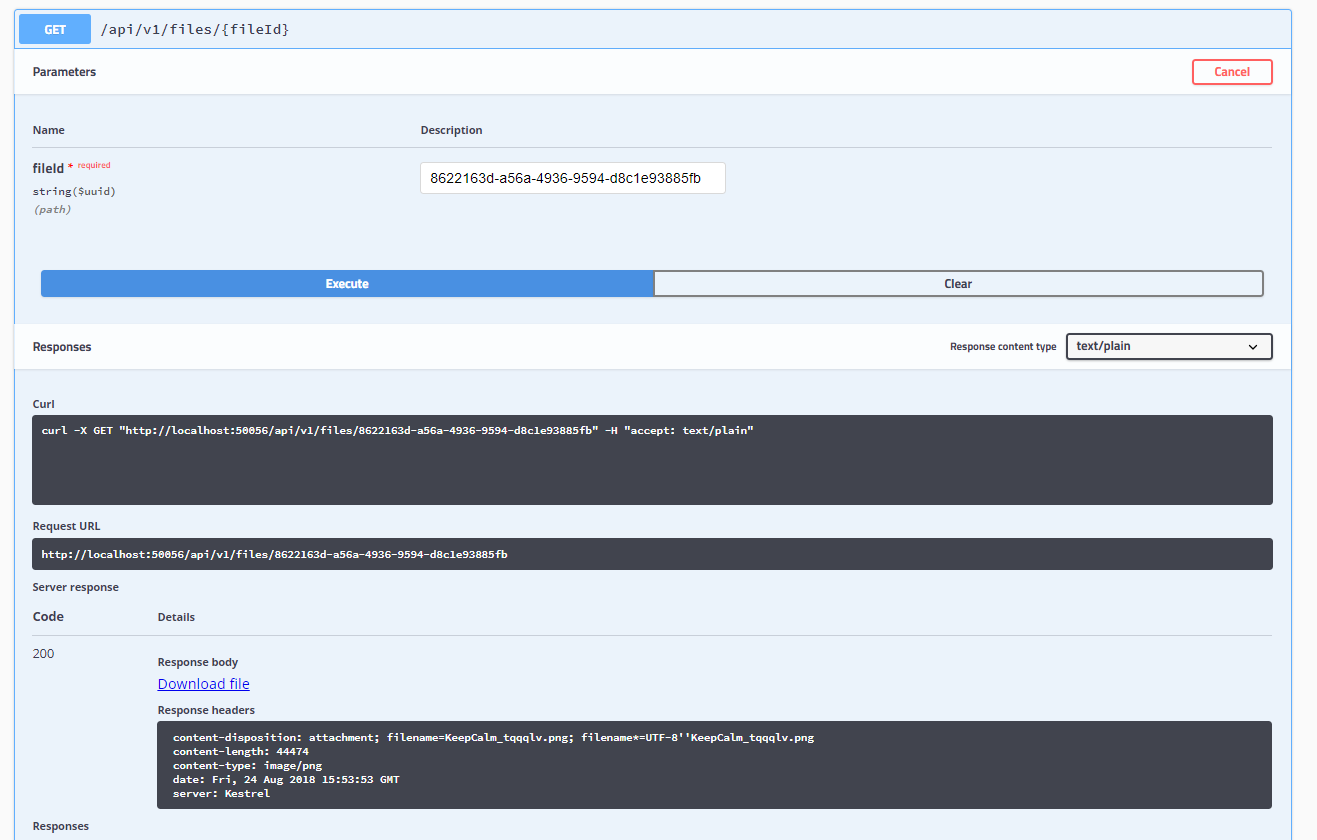 GET /api/v1/files/{fileId}
Parameters
Cancel
Name Description
fileId * required
8622163d-a56a-4936-9594-d8c1e93885fb
string($uuid)
(path)
Execute Clear
Responses Response content type text/plain
Curl
curl -X GET "http://localhost:50056/api/v1/files/8622163d-a56a-4936-9594-d8c1e93885fb" -H "accept: text/plain"
Request URL
http://localhost:50056/api/v1/files/8622163d-a56a-4936-9594-d8c1e93885fb
Server response
Code Details
200
Response body
Download file
Response headers
content-disposition: attachment; filename=KeepCalm_tqqqlv.png; filename*=UTF-8''KeepCalm_tqqqlv.png
content-length: 44474
content-type: image/png
date: Fri, 24 Aug 2018 15:53:53 GMT
server: Kestrel
Responses